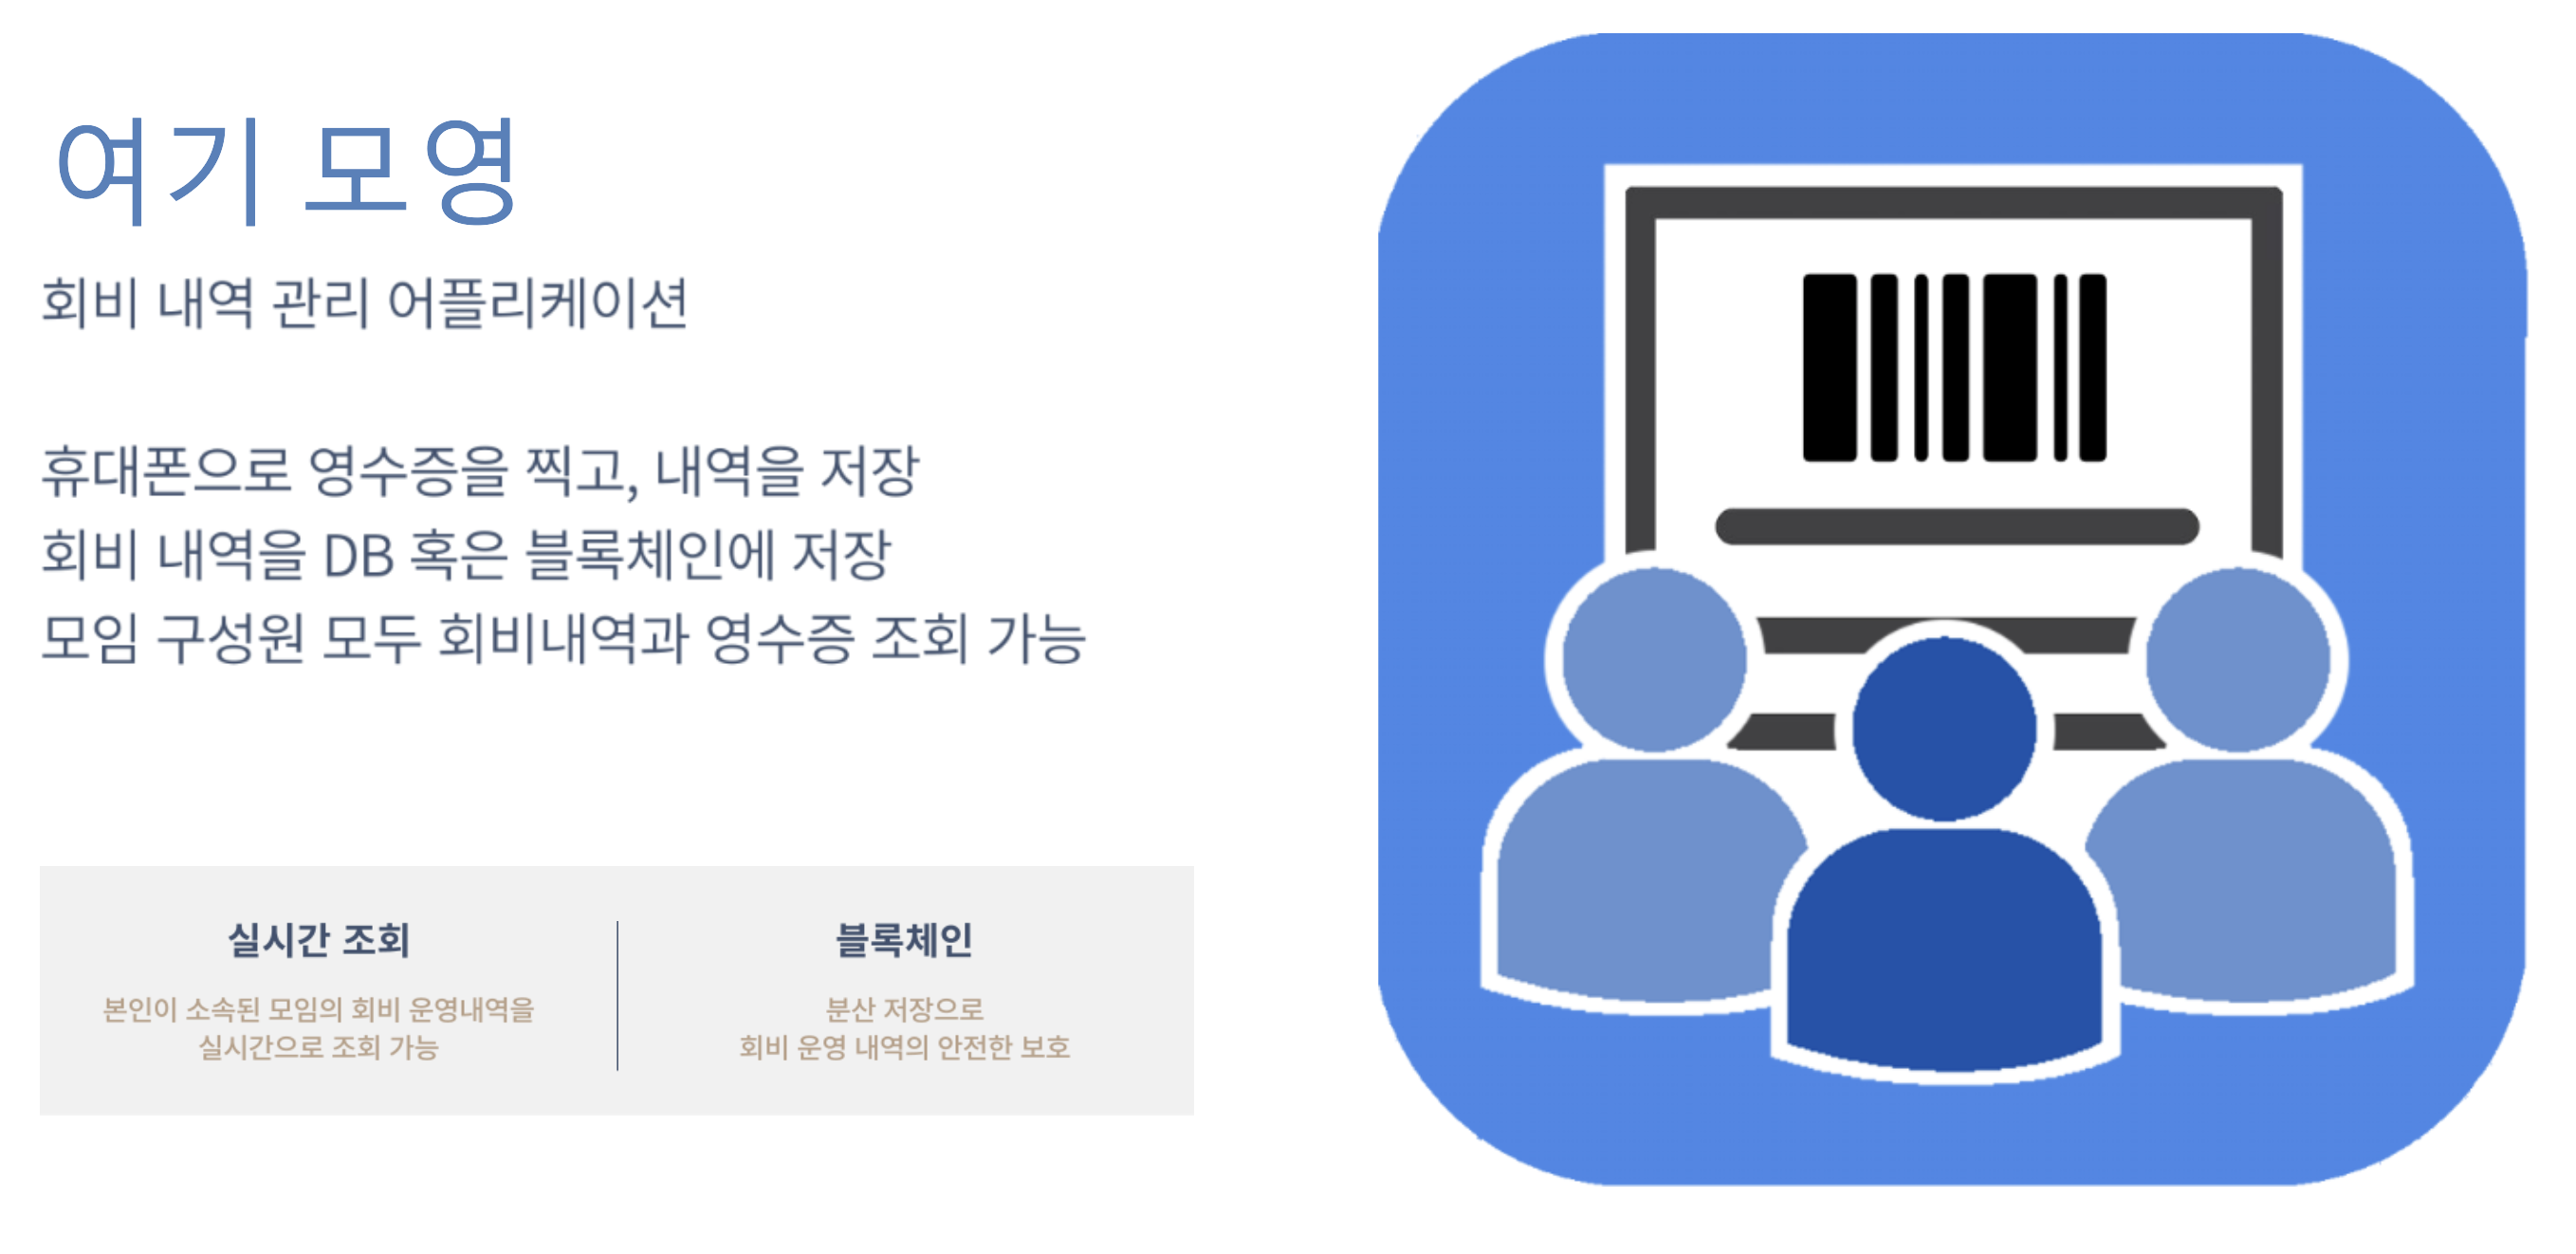 여기 모영
회비 내역 관리 어플리케이션
휴대폰으로 영수증을 찍고, 내역을 저장
회비 내역을 DB 혹은 블록체인에 저장
모임 구성원 모두 회비내역과 영수증 조회 가능
실시간 조회
본인이 소속된 모임의 회비 운영내역을
실시간으로 조회 가능
블록체인
분산 저장으로
회비 운영 내역의 안전한 보호